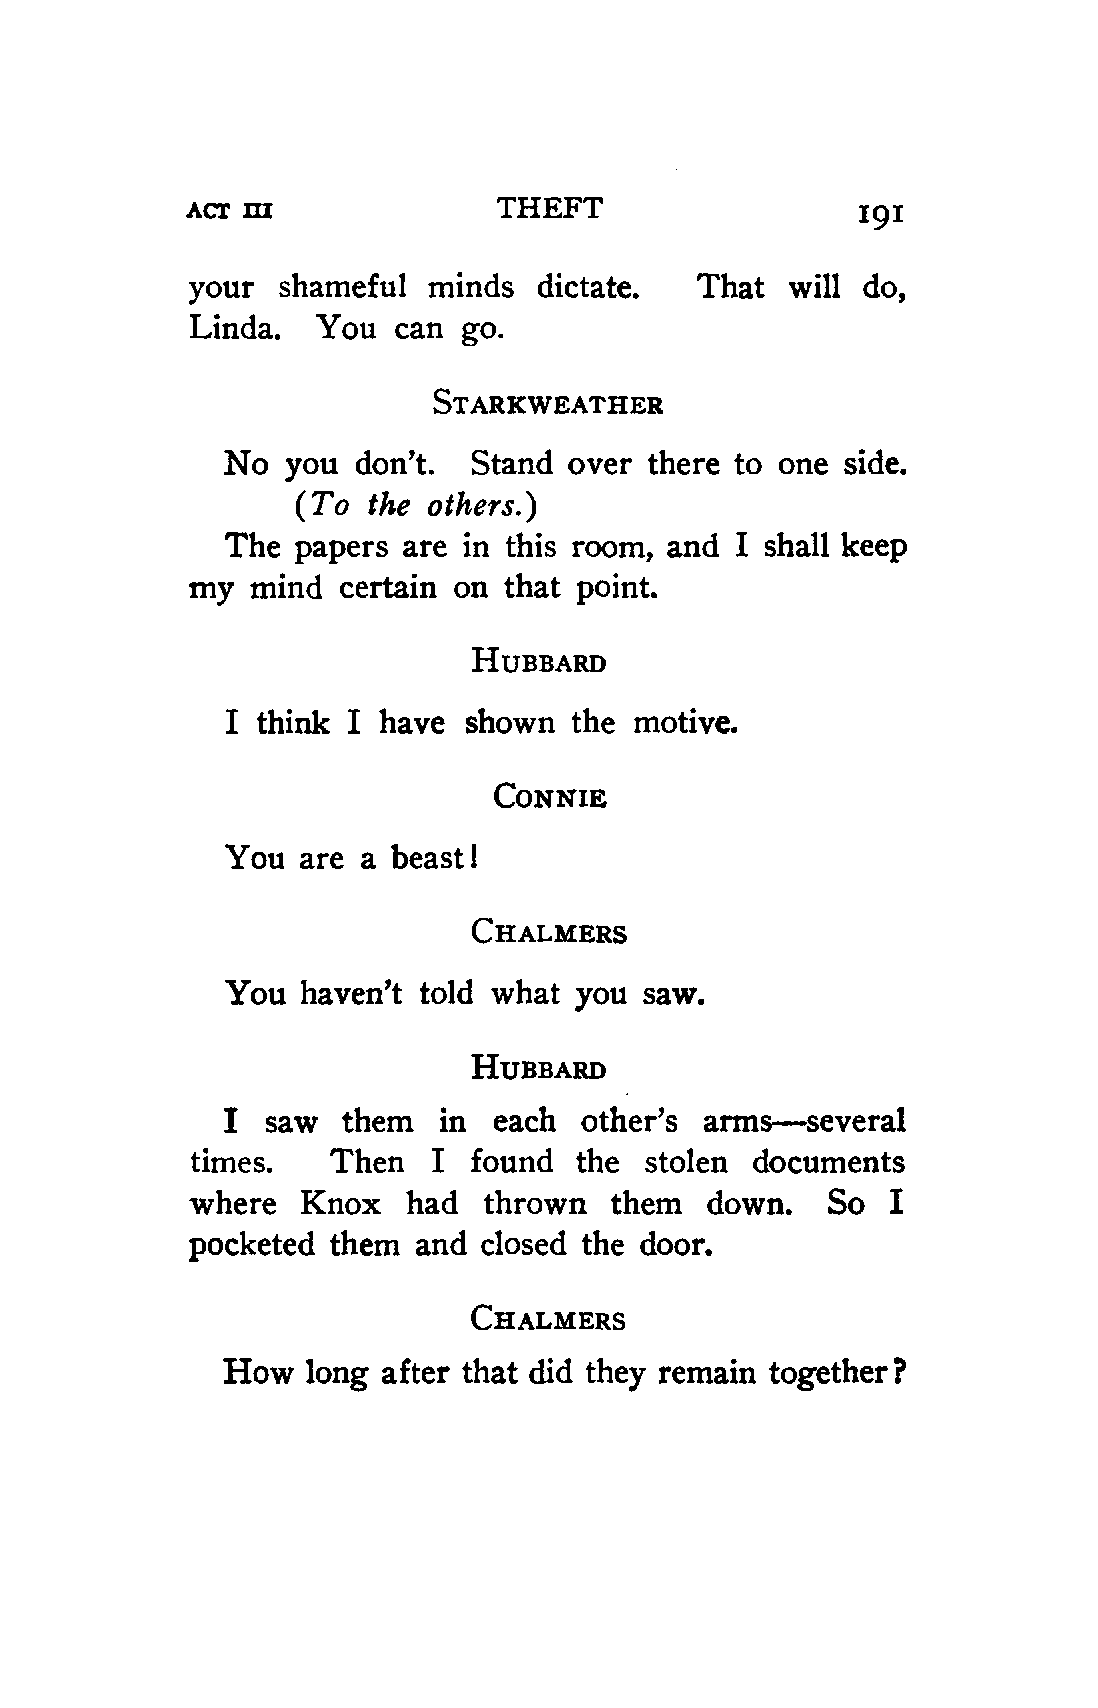 ACT III THEFT 191
your shameful minds dictate. That will do,
Linda. You can go.
STARKWEATHER
No you don't. Stand over there to one side.
(To the others.)
The papers are in this room, and I shall keep
my mind certain on that point.
HUBBARD
I think I have shown the motive.
CONNIE
You are a beast!
CHALMERS
You haven't told what you saw.
HUBBARD
I saw them in each other's arms—several
times. Then I found the stolen documents
where Knox had thrown them down. So I
pocketed them and closed the door.
CHALMERS
How long after that did they remain together?